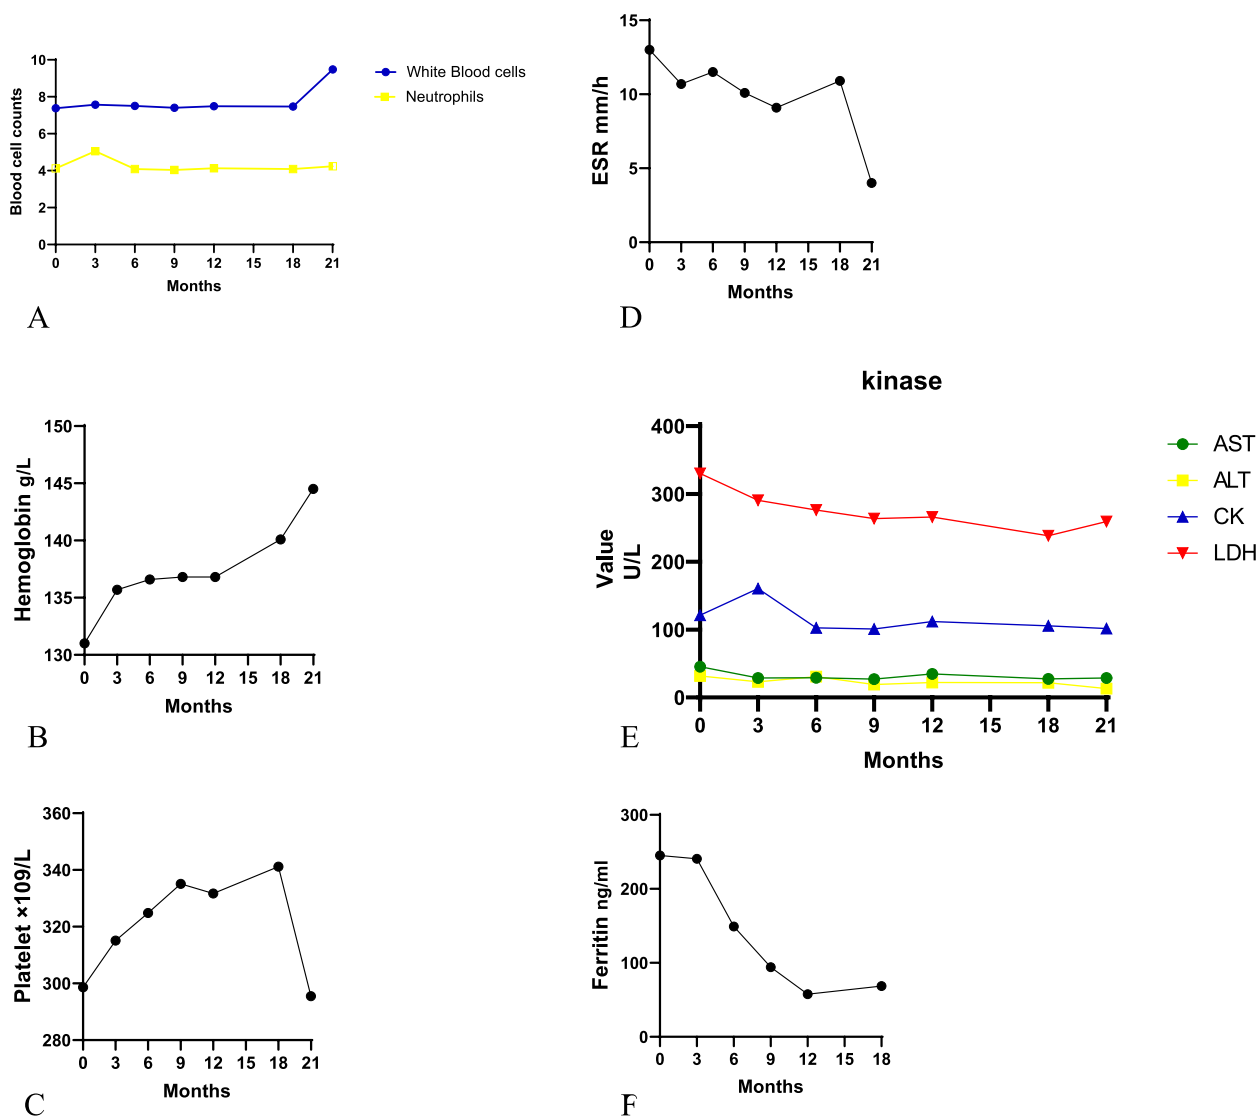 10
8
6
4
2
0
Blood cell counts
0 3 6 9 12 15 18 21
Months
White Blood cells
Neutrophils
A
15
10
5
0
ESR mm/h
0 3 6 9 12 15 18 21
Months
D
150
145
140
135
130
Hemoglobin g/L
0 3 6 9 12 15 18 21
Months
B
kinase
400
300
200
100
0
Value
U/L
0 3 6 9 12 15 18 21
Months
AST
ALT
CK
LDH
E
360
340
320
300
280
Platelet ×109/L
0 3 6 9 12 15 18 21
Months
C
300
200
100
0
Ferritin ng/ml
0 3 6 9 12 15 18
Months
F